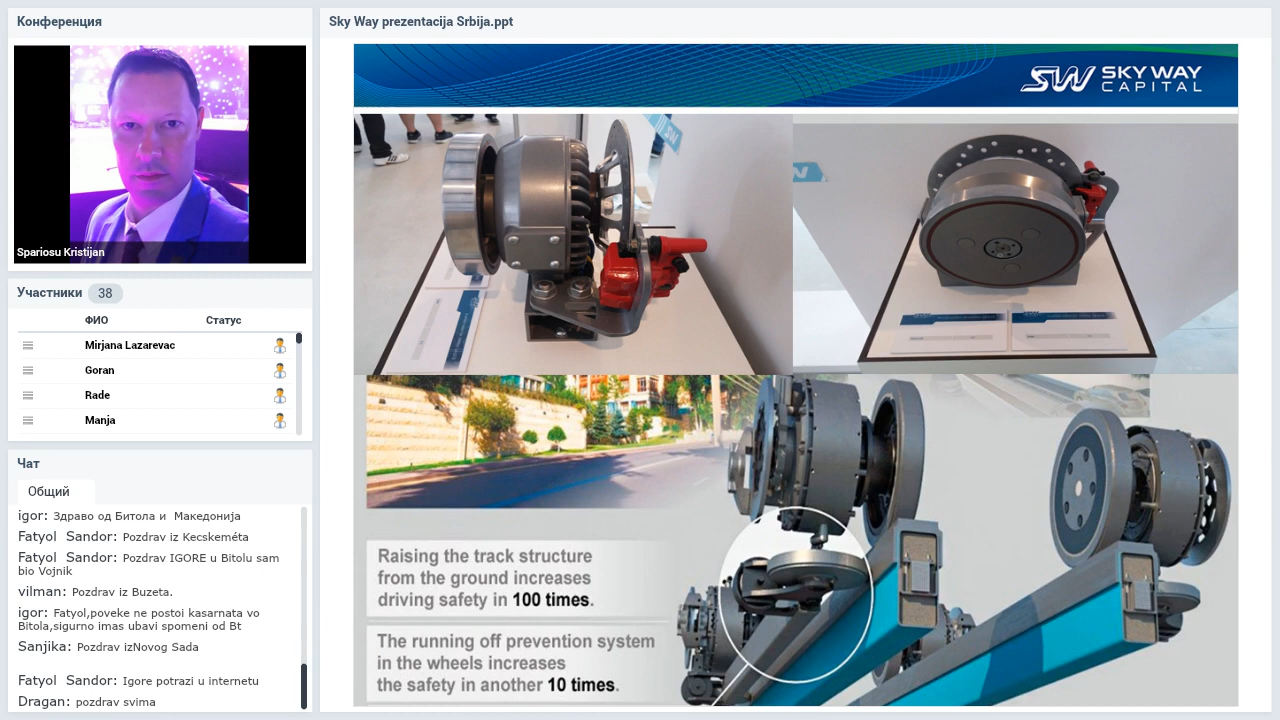 Конференция
Spariosu Kristijan
Участники 38
ФИО Статус
Mirjana Lazarevac
Goran
Rade
Manja
Чат
Общий
igor: Здраво од Битола и Македонија
Fatyol Sandor: Pozdrav iz Kecskeméta
Fatyol Sandor: Pozdrav IGORE u Bitolu sam
bio Vojnik
vilman: Pozdrav iz Buzeta.
igor: Fatyol,poveke ne postoi kasarnata vo
Bitola,sigurno imas ubavi spomeni od Bt
Sanjika: Pozdrav izNovog Sada
Fatyol Sandor: Igore potrazi u internetu
Dragan: pozdrav svima
Sky Way prezentacija Srbija.ppt
SW SKY WAY
CAPITAL
Raising the track structure
from the ground increases
driving safety in 100 times.
The running off prevention system
in the wheels increases
the safety in another 10 times.